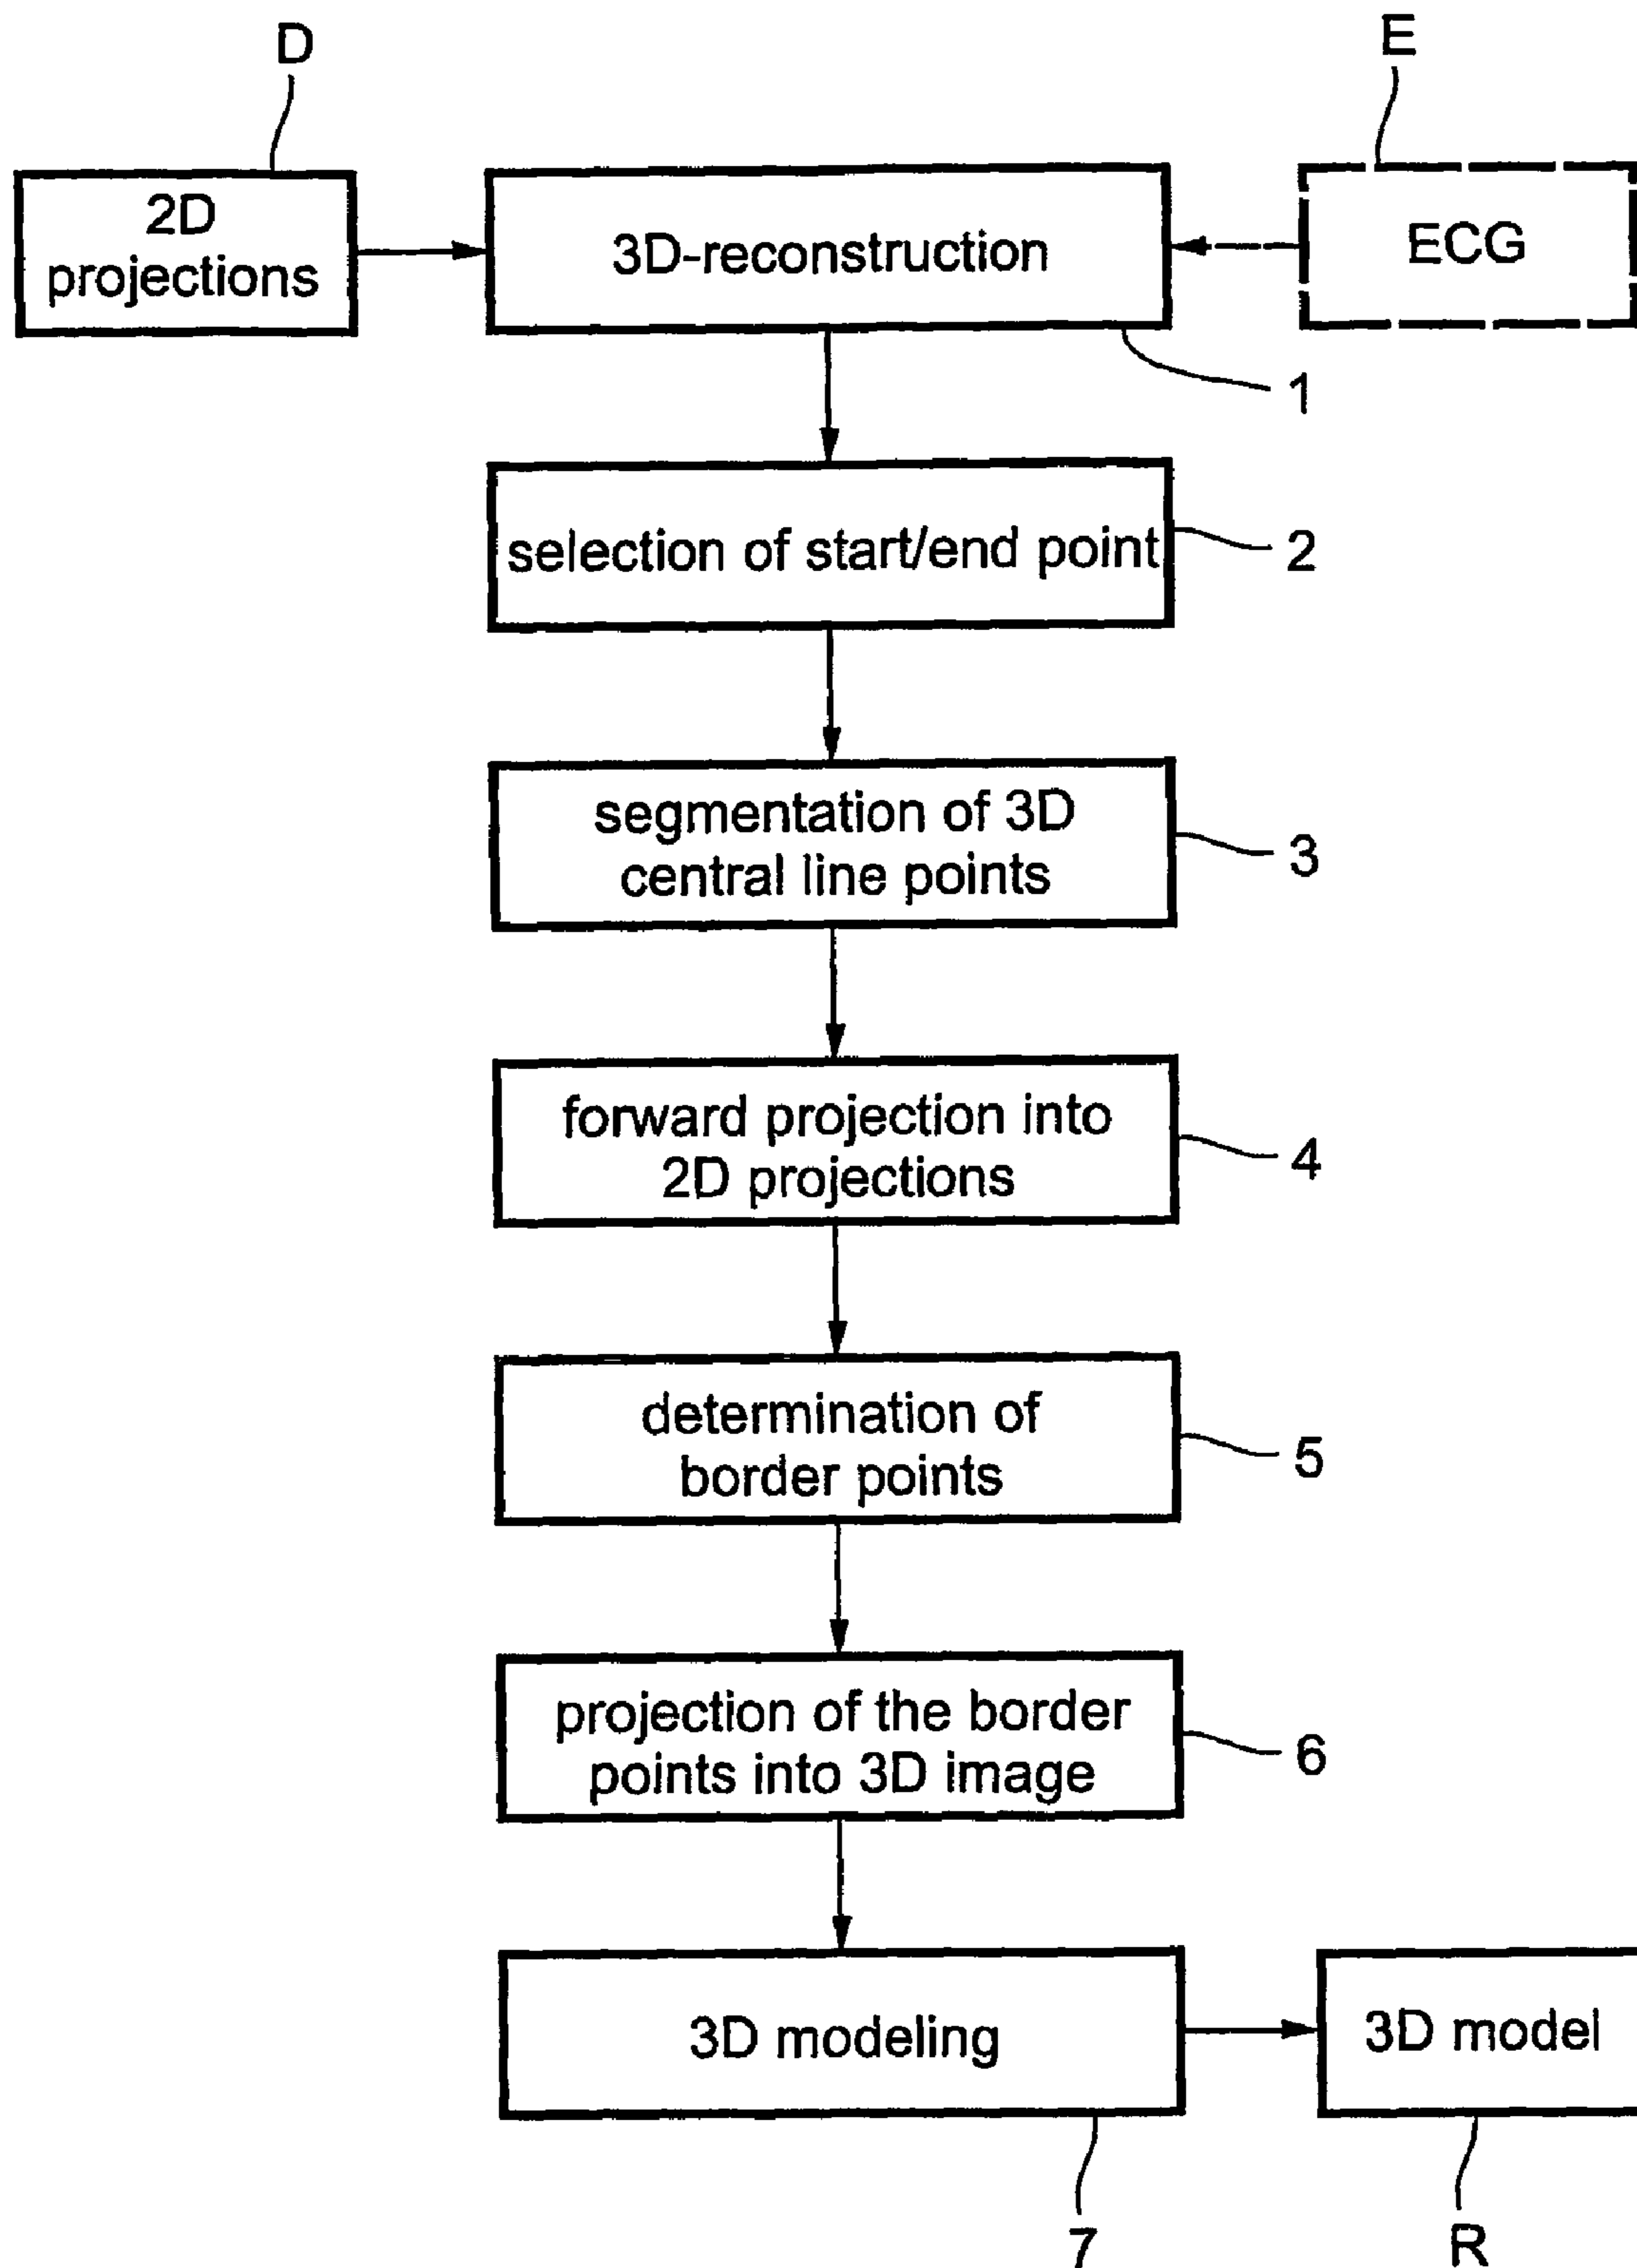 D
E
2D
projections
3D-reconstruction
ECG
1
selection of start/end point
2
segmentation of 3D
central line points
3
forward projection into
2D projections
4
determination of
border points
5
projection of the border
points into 3D image
6
3D modeling
3D model
7
R